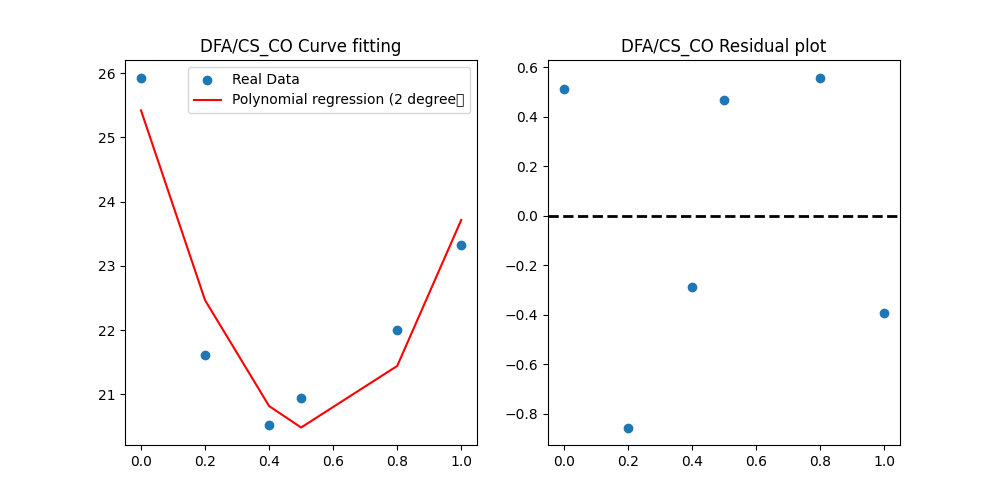 DFA/CS_CO Curve fitting
Real Data
Polynomial regression (2 degree
26
25
24
23
22
21
0.0 0.2 0.4 0.6 0.8 1.0
DFA/CS_CO Residual plot
0.6
0.4
0.2
0.0
−0.2
−0.4
−0.6
−0.8
0.0 0.2 0.4 0.6 0.8 1.0